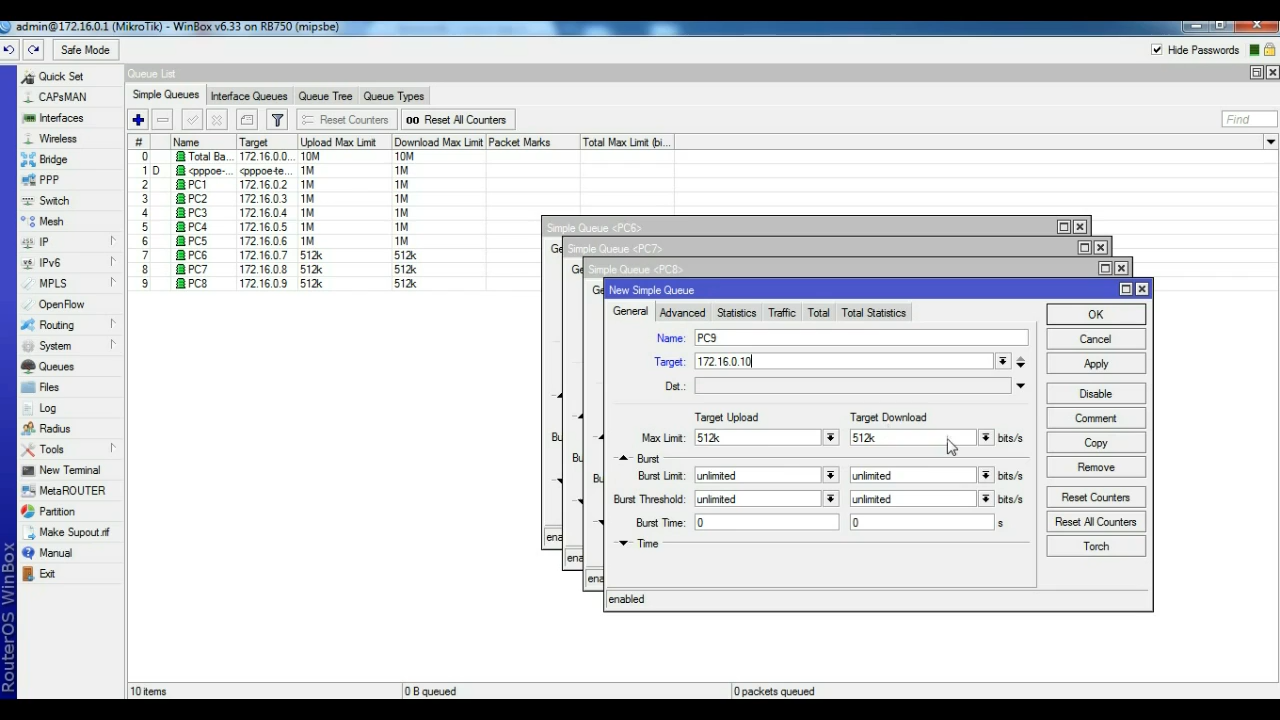 admin@172.16.0.1 (MikroTik) - WinBox v6.33 on RB750 (mipsbe)
Safe Mode
Hide Passwords
Quick Set
CAPsMAN
Interfaces
Wireless
Bridge
PPP
Switch
Mesh
IP
IPv6
MPLS
OpenFlow
Routing
System
Queues
Files
Log
Radius
Tools
New Terminal
MetaROUTER
Partition
Make Supout.rif
Manual
Exit
RouterOS WinBox
Queue List
Simple Queues Interface Queues Queue Tree Queue Types
Reset Counters 00 Reset All Counters Find
# Name Target Upload Max Limit Download Max Limit Packet Marks Total Max Limit (bi...
0 Total Ba... 172.16.0.0... 10M 10M
1 D <pppoe-... <pppoe-te... 1M 1M
2 PC1 172.16.0.2 1M 1M
3 PC2 172.16.0.3 1M 1M
4 PC3 172.16.0.4 1M 1M
5 PC4 172.16.0.5 1M 1M
6 PC5 172.16.0.6 1M 1M
7 PC6 172.16.0.7 512k 512k
8 PC7 172.16.0.8 512k 512k
9 PC8 172.16.0.9 512k 512k
Simple Queue <PC6>
Simple Queue <PC7>
Simple Queue <PC8>
New Simple Queue
General Advanced Statistics Traffic Total Total Statistics
Name: PC9
Target: 172.16.0.10
Dst.:
Target Upload Target Download
Max Limit: 512k 512k bits/s
Burst
Burst Limit: unlimited unlimited bits/s
Burst Threshold: unlimited unlimited bits/s
Burst Time: 0 0 s
Time
enabled
OK
Cancel
Apply
Disable
Comment
Copy
Remove
Reset Counters
Reset All Counters
Torch
Ge
Ge
Ge
Bu
Bu
Bu
ena
ena
ena
10 items 0 B queued 0 packets queued